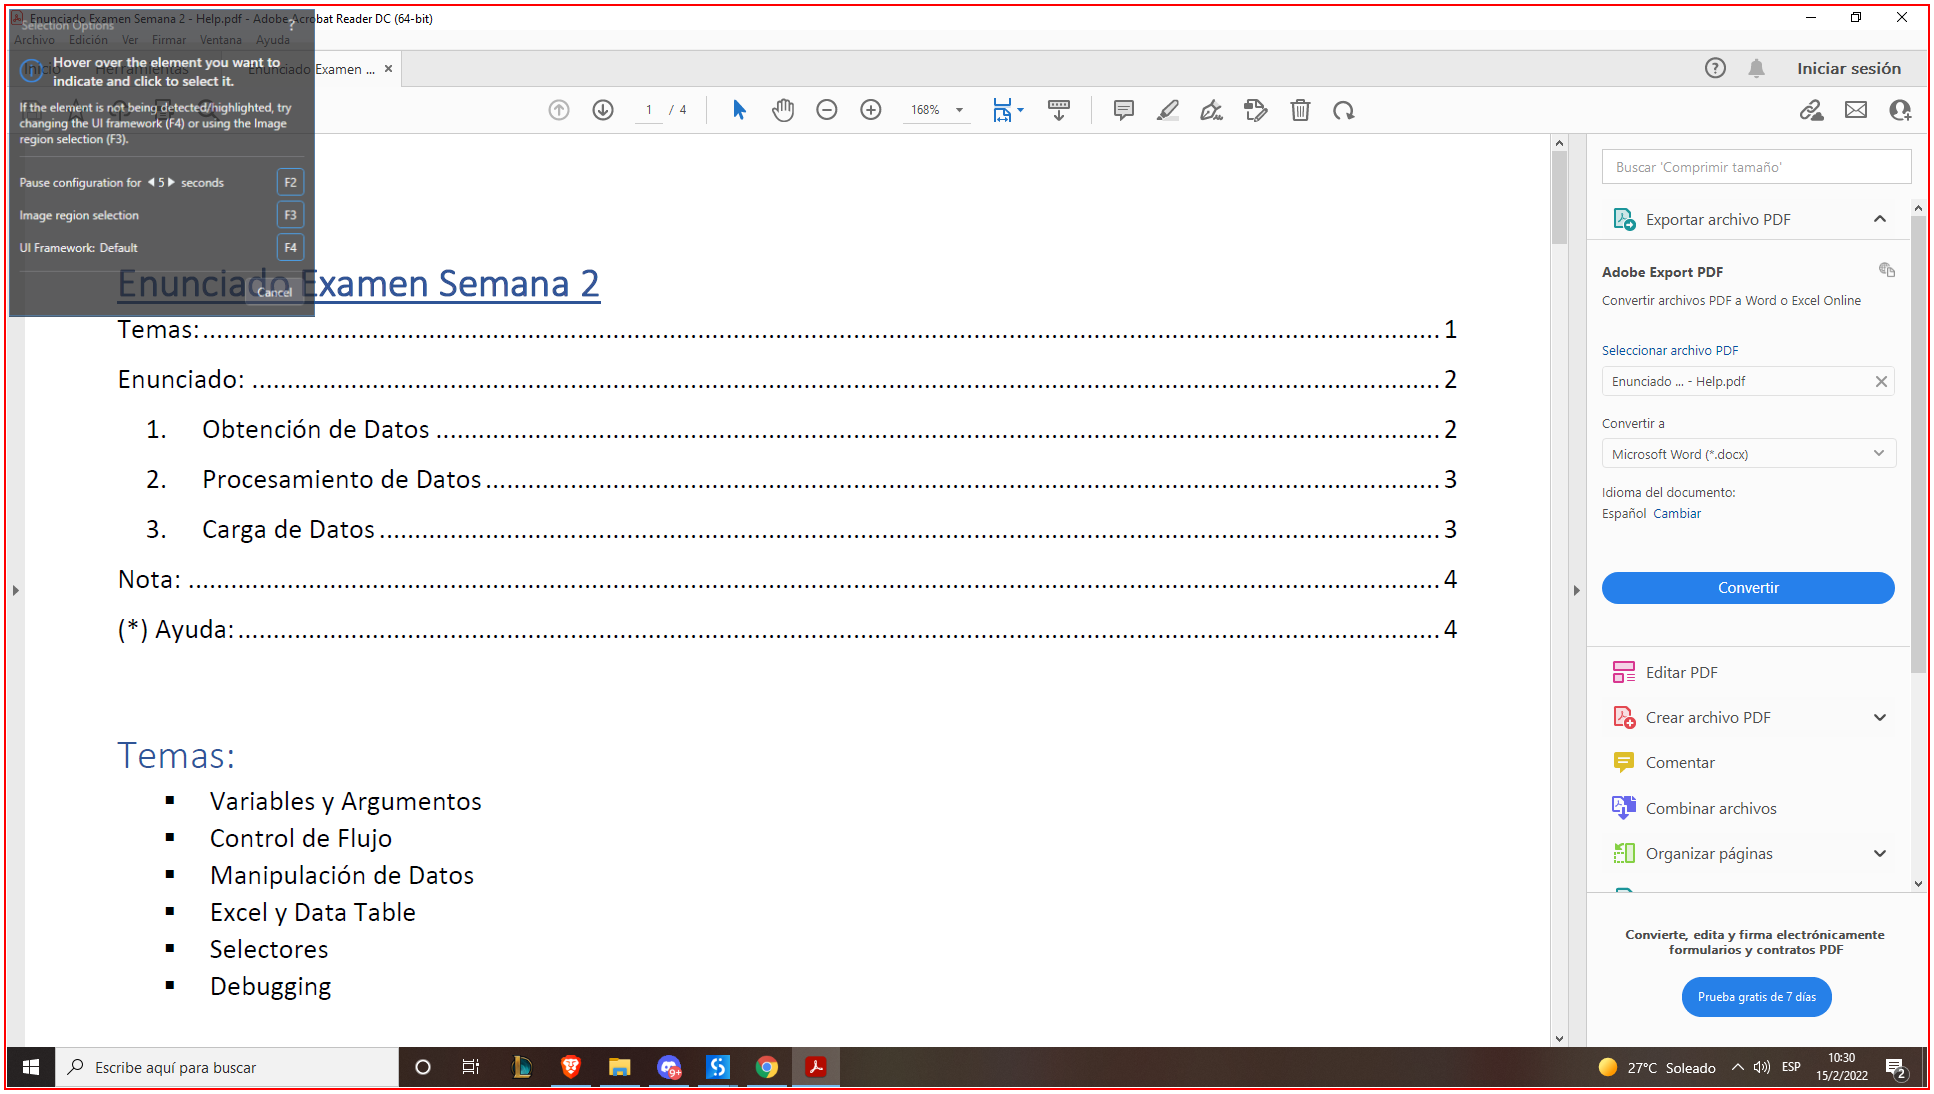 Enunciado Examen Semana 2 - Help.pdf - Adobe Acrobat Reader DC (64-bit)
Selection Options ?
Archivo Edición Ver Firmar Ventana Ayuda
Hover over the element you want to
indicate and click to select it.
Inicio Herramientas Enunciado Examen ...
Iniciar sesión
If the element is not being detected/highlighted, try
changing the UI framework (F4) or using the Image
region selection (F3).
1 / 4
168%
Pause configuration for 5 seconds F2
Image region selection F3
UI Framework: Default F4
Cancel
Enunciado Examen Semana 2
Temas: 1
Enunciado: 2
1. Obtención de Datos 2
2. Procesamiento de Datos 3
3. Carga de Datos 3
Nota: 4
(*) Ayuda: 4
Temas:
▪ Variables y Argumentos
▪ Control de Flujo
▪ Manipulación de Datos
▪ Excel y Data Table
▪ Selectores
▪ Debugging
Buscar 'Comprimir tamaño'
Exportar archivo PDF
Adobe Export PDF
Convertir archivos PDF a Word o Excel Online
Seleccionar archivo PDF
Enunciado ... - Help.pdf
Convertir a
Microsoft Word (*.docx)
Idioma del documento:
Español Cambiar
Convertir
Editar PDF
Crear archivo PDF
Comentar
Combinar archivos
Organizar páginas
Convierte, edita y firma electrónicamente
formularios y contratos PDF
Prueba gratis de 7 días
Escribe aquí para buscar
9+
27°C Soleado
ESP
10:30
15/2/2022
2